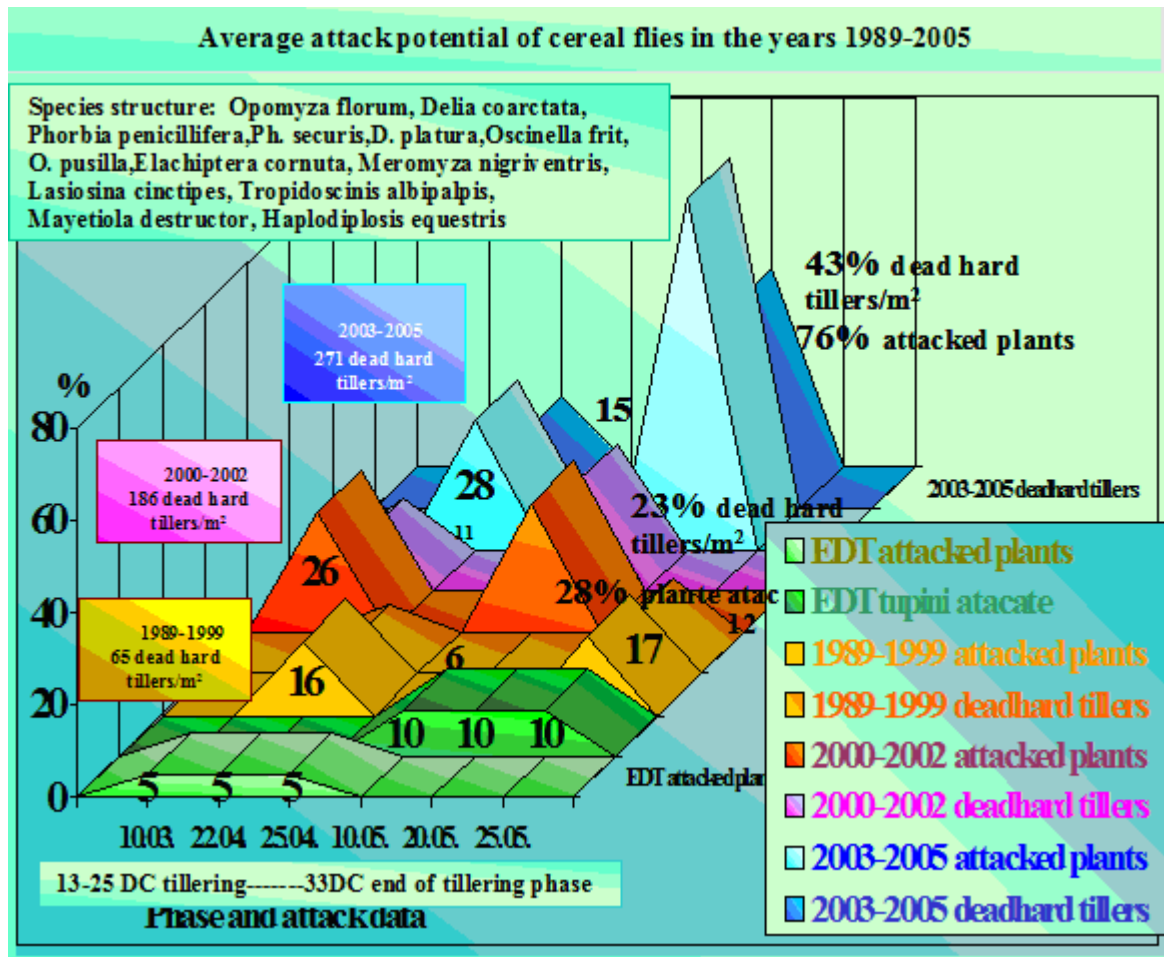 Average attack potential of cereal flies in the years 1989-2005
Species structure: Opomyza florum, Delia coarctata,
Phorbia penicillifera,Ph. securis,D. platura,Oscinella frit,
O. pusilla,Elachiptera cornuta, Meromyza nigriventris,
Lasiosina cinctipes, Tropidoscinis albipalpis,
Mayetiola destructor, Haplodiplosis equestris
43% dead hard
tillers/m²
76% attacked plants
2003-2005
271 dead hard
tillers/m²
%
80
60
40
20
0
15
2000-2002
186 dead hard
tillers/m²
28
11
2003-2005 deadhard tillers
23% dead hard
tillers/m²
26
28% plante atac
12
1989-1999
65 dead hard
tillers/m²
6
17
16
10 10 10
EDT attacked plan
5 5 5
10.03. 22.04. 25.04. 10.05. 20.05. 25.05.
13-25 DC tillering-------33DC end of tillering phase
Phase and attack data
EDT attacked plants
EDT tupini atacate
1989-1999 attacked plants
1989-1999 deadhard tillers
2000-2002 attacked plants
2000-2002 deadhard tillers
2003-2005 attacked plants
2003-2005 deadhard tillers